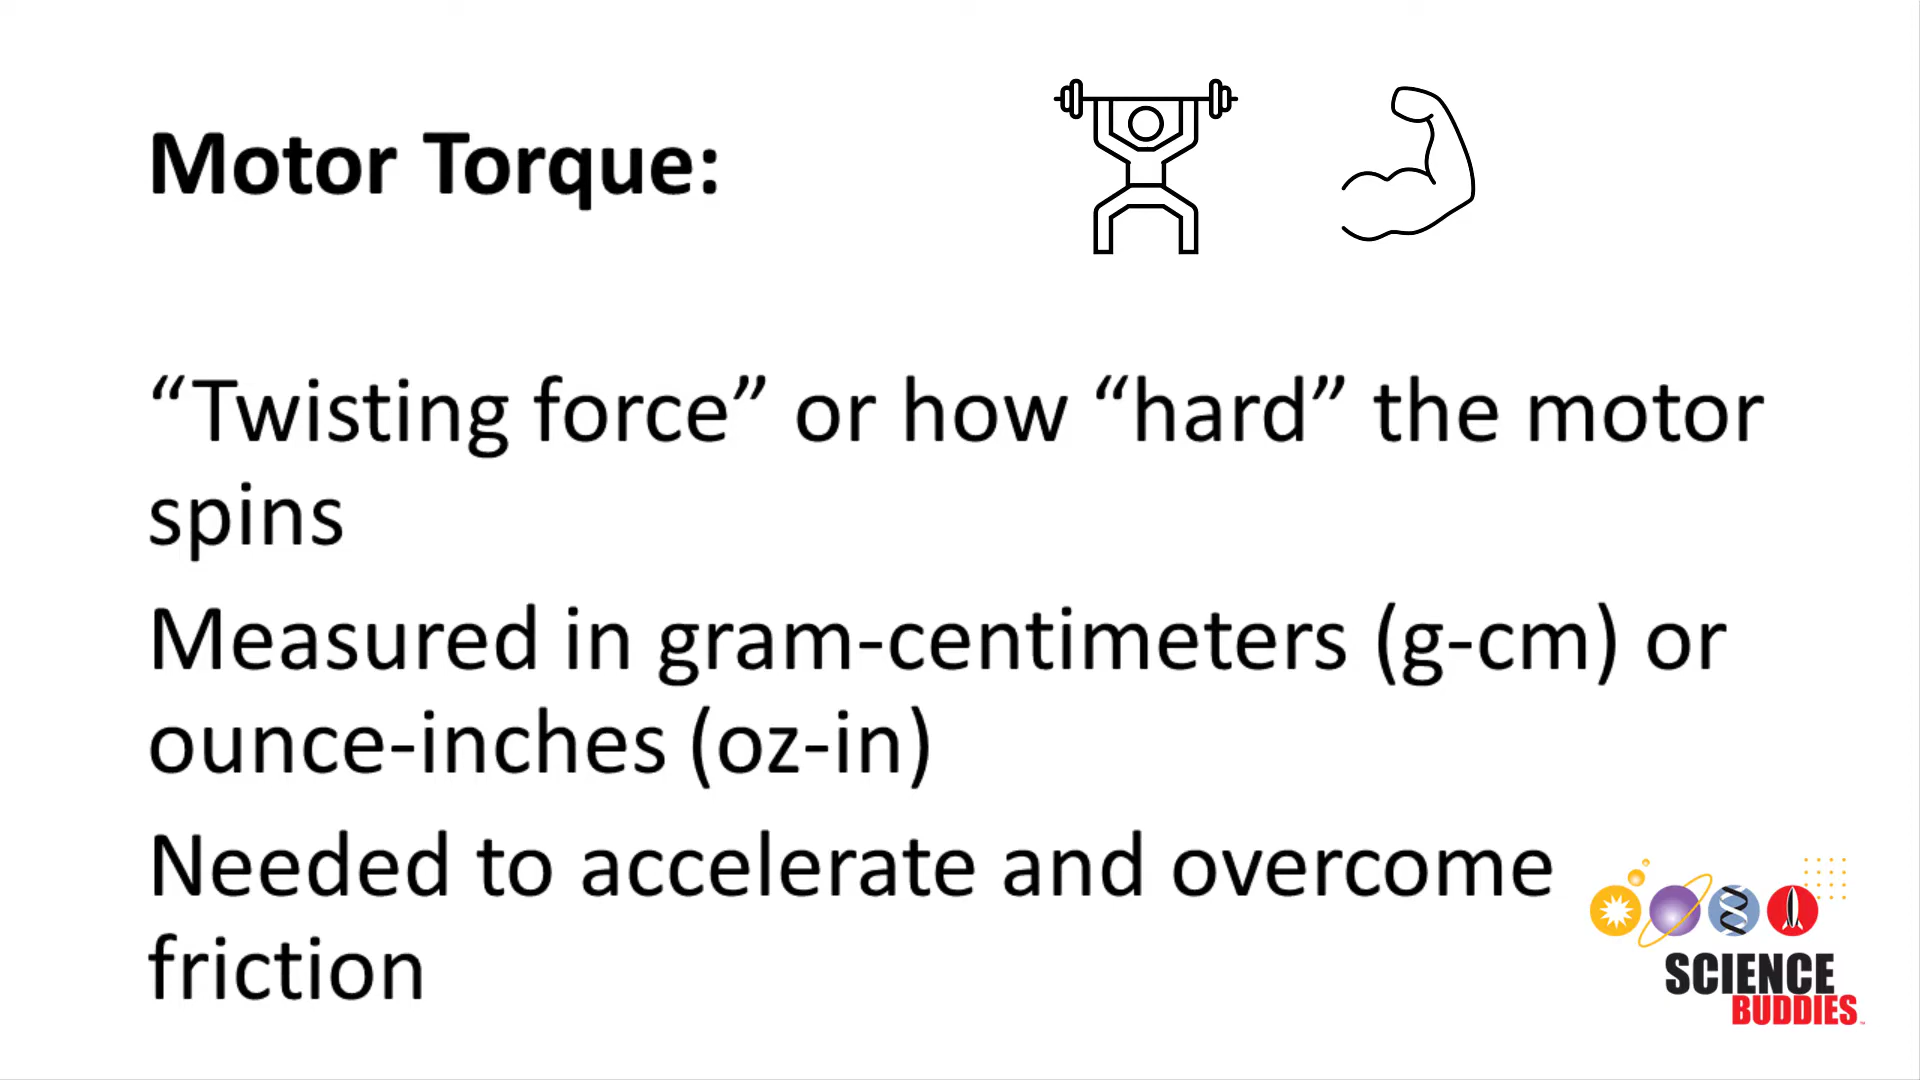 Motor Torque:
“Twisting force” or how “hard” the motor
spins
Measured in gram-centimeters (g-cm) or
ounce-inches (oz-in)
Needed to accelerate and overcome
friction
SCIENCE
BUDDIES